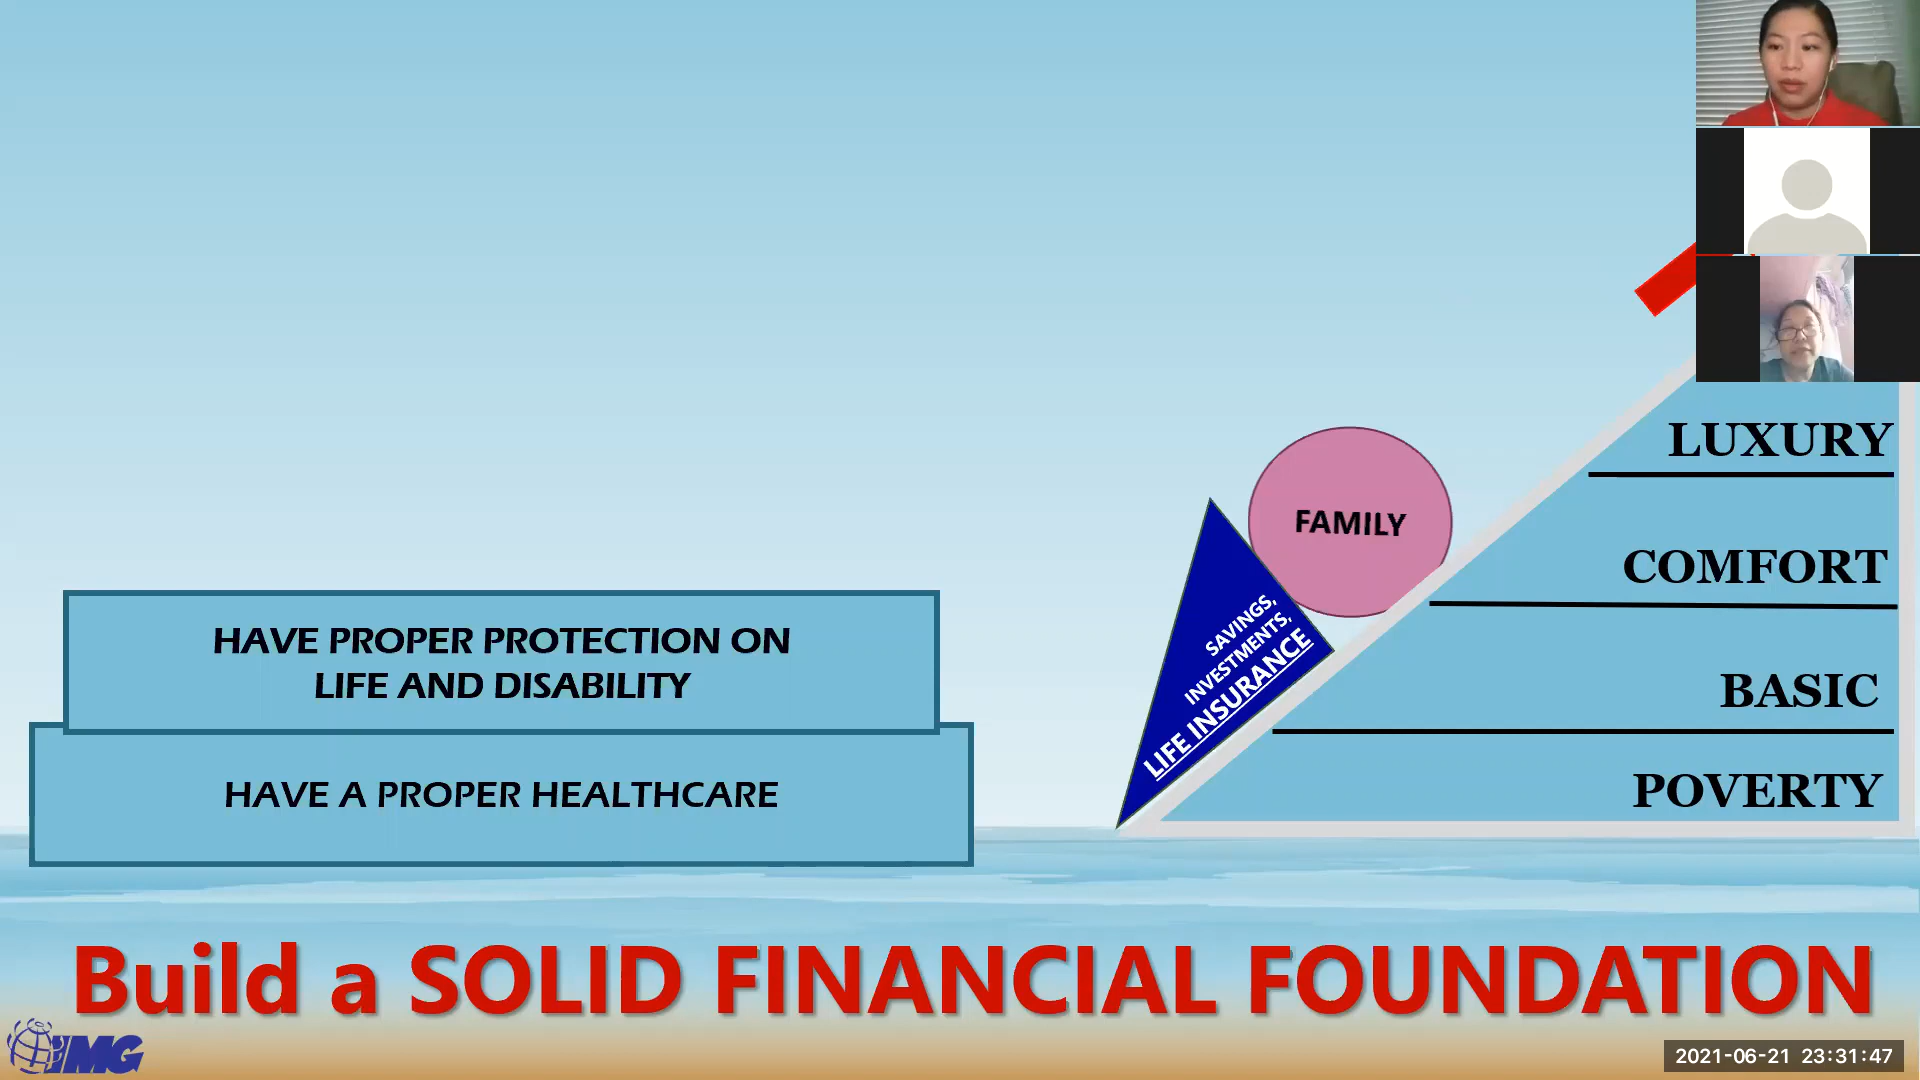 LUXURY
COMFORT
BASIC
POVERTY
FAMILY
SAVINGS,
INVESTMENTS,
LIFE INSURANCE
HAVE PROPER PROTECTION ON
LIFE AND DISABILITY
HAVE A PROPER HEALTHCARE
Build a SOLID FINANCIAL FOUNDATION
IMG
2021-06-21 23:31:47